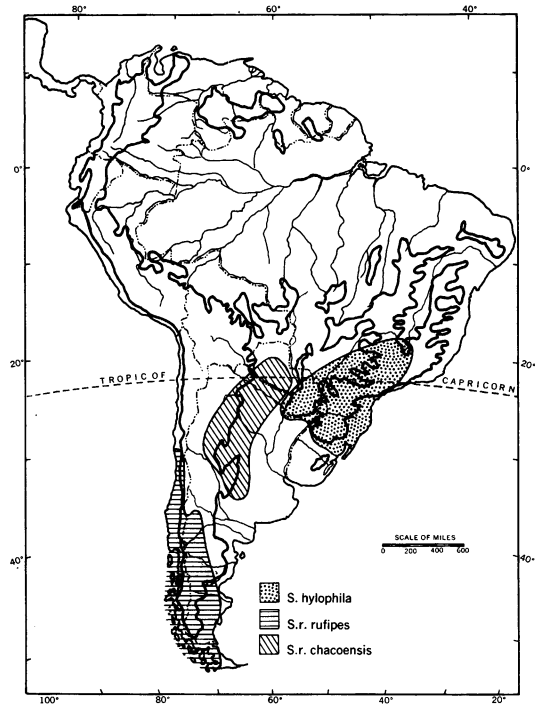 80° 60° 40°
0° 0°
20° 20°
TROPIC OF CAPRICORN
SCALE OF MILES
0 200 400 600
40° 40°
S. hylophila
S.r. rufipes
S.r. chacoensis
100° 80° 60° 40° 20°